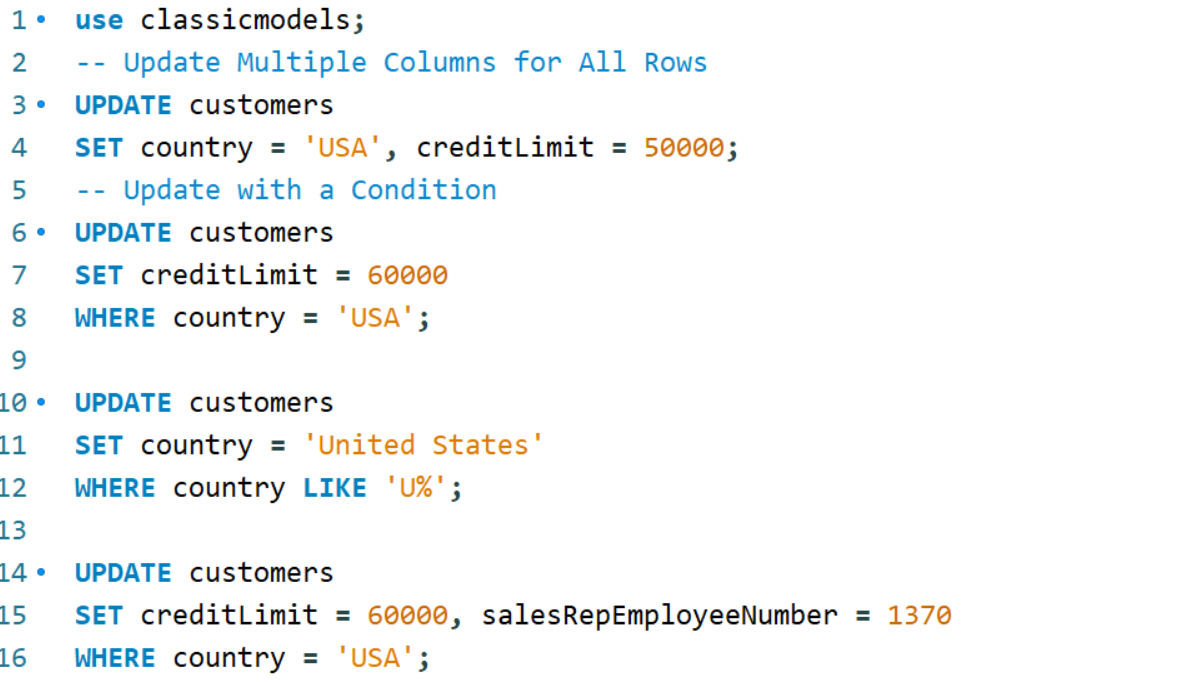 1 use classicmodels;
2 -- Update Multiple Columns for All Rows
3 UPDATE customers
4 SET country = 'USA', creditLimit = 50000;
5 -- Update with a Condition
6 UPDATE customers
7 SET creditLimit = 60000
8 WHERE country = 'USA';
9
10 UPDATE customers
11 SET country = 'United States'
12 WHERE country LIKE 'U%';
13
14 UPDATE customers
15 SET creditLimit = 60000, salesRepEmployeeNumber = 1370
16 WHERE country = 'USA';